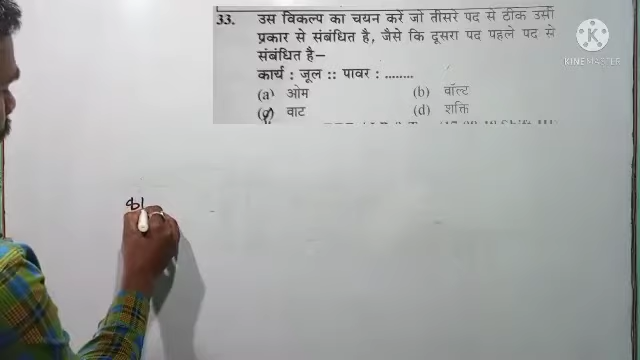 33. उस विकल्प का चयन करें जो तीसरे पद से ठीक उसी
प्रकार से संबंधित है, जैसे कि दूसरा पद पहले पद से
संबंधित है–
कार्य : जूल :: पावर : ........
(a) ओम (b) वॉल्ट
(c) वाट (d) शक्ति
KINEMASTER